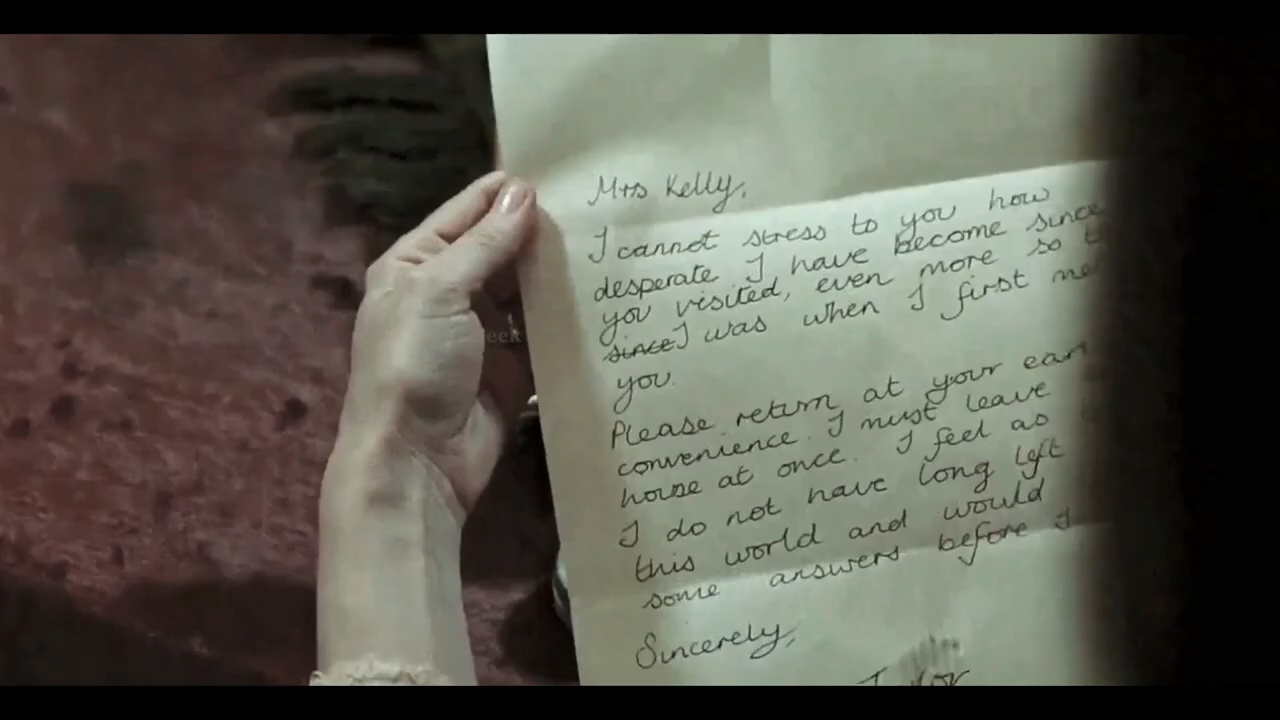 Mrs Kelly,
I cannot stress to you how
desperate I have become since
you visited, even more so t
since I was when I first me
you.
Please return at your earl
convenience. I must leave
house at once. I feel as
I do not have long left
this world and would
some answers before I
Sincerely,